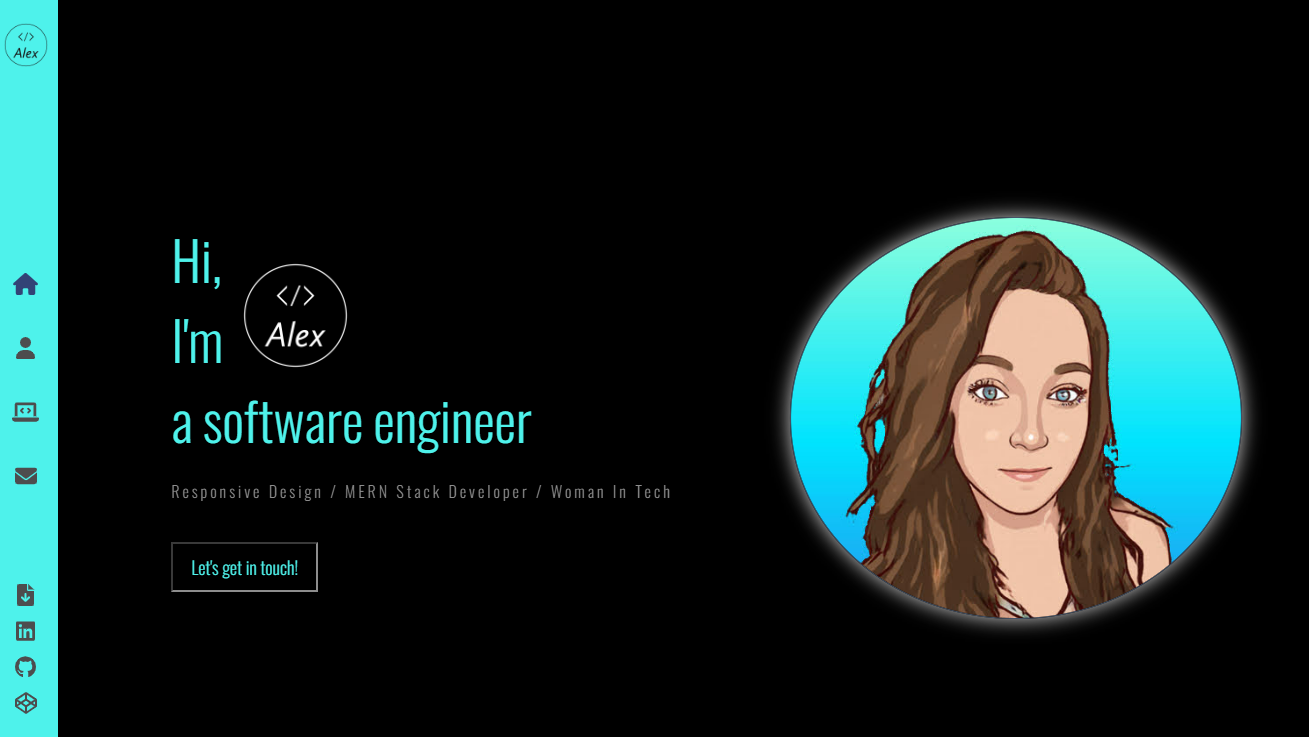 </>
Alex
Hi,
I'm
</>
Alex
a software engineer
Responsive Design / MERN Stack Developer / Woman In Tech
Let's get in touch!